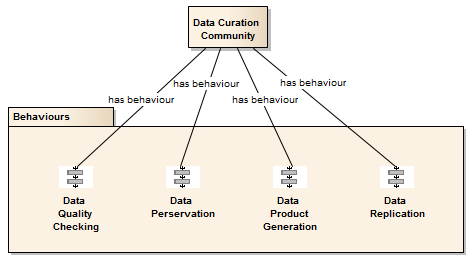 Data Curation
Community
has behaviour
has behaviour
has behaviour
has behaviour
Behaviours
Data
Quality
Checking
Data
Perservation
Data
Product
Generation
Data
Replication